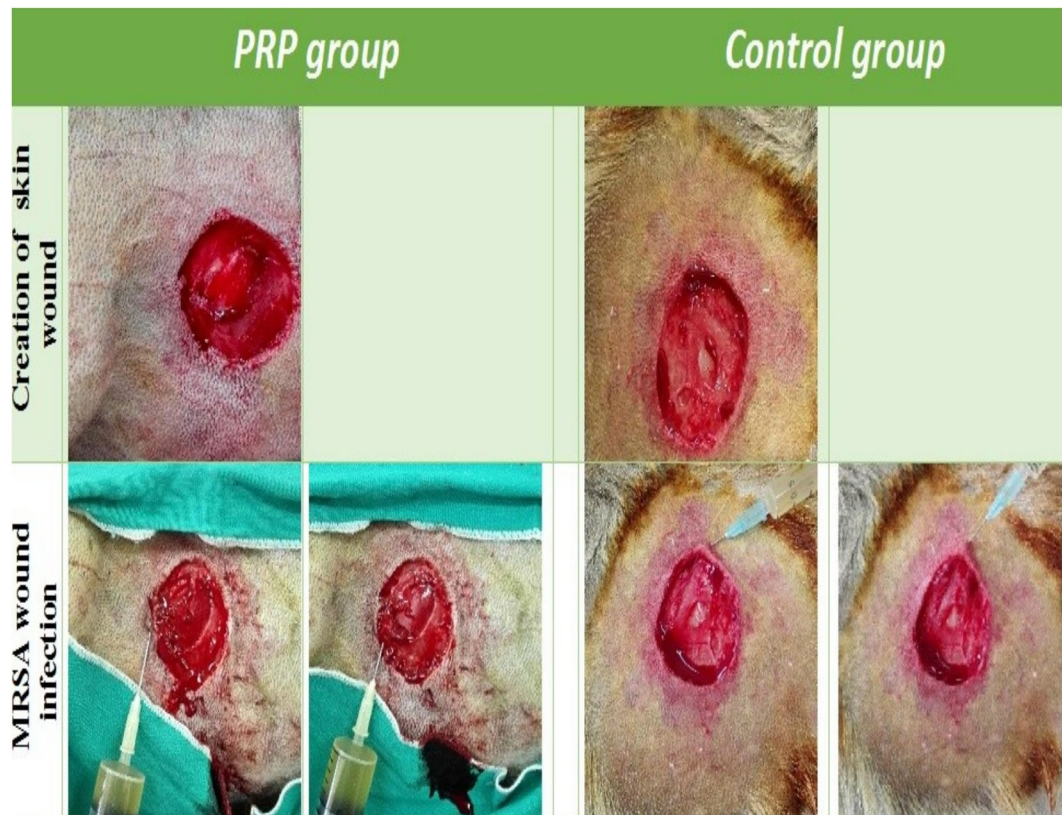 PRP group
Control group
Creation of skin
wound
MRSA wound
infection